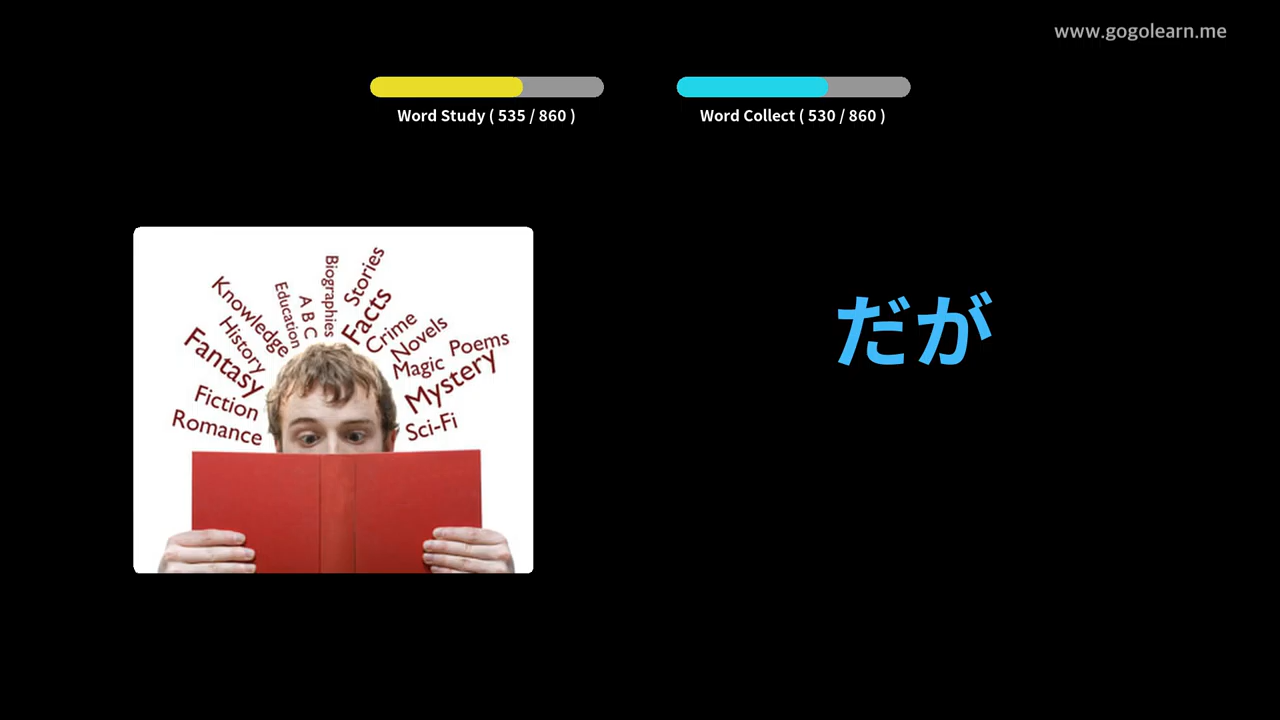 www.gogolearn.me
Word Study ( 535 / 860 )
Word Collect ( 530 / 860 )
だが
Knowledge
History
Fantasy
Fiction
Romance
Education
A B C
Biographies
Stories
Facts
Crime
Novels
Magic
Poems
Mystery
Sci-Fi